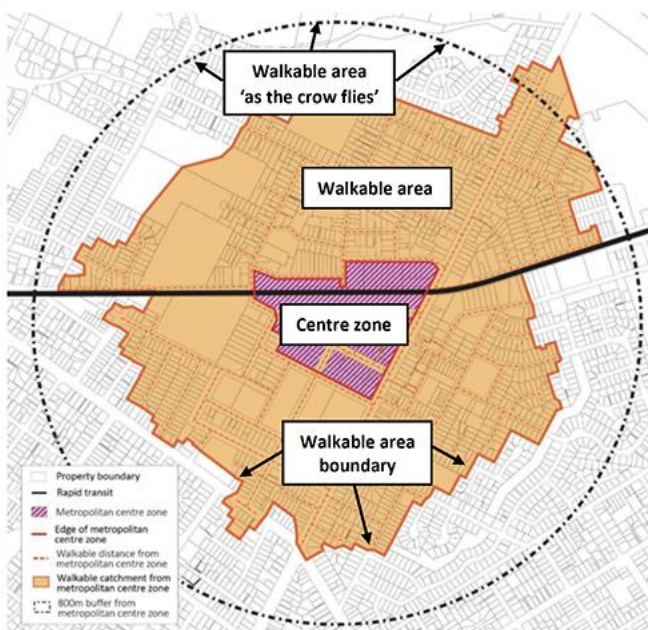 Walkable area
'as the crow flies'
Walkable area
Centre zone
Walkable area
boundary
Property boundary
Rapid transit
Metropolitan centre zone
Edge of metropolitan
centre zone
Walkable distance from
metropolitan centre zone
Walkable catchment from
metropolitan centre zone
800m buffer from
metropolitan centre zone